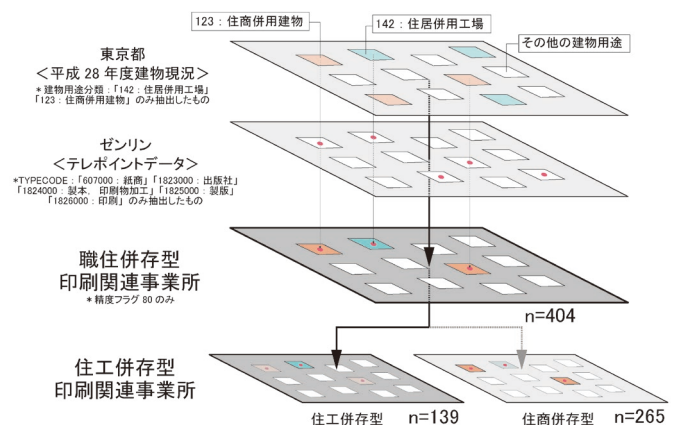 123：住商併用建物
142：住居併用工場
その他の建物用途
東京都
＜平成 28 年度建物現況＞
＊建物用途分類：「142：住居併用工場」
「123：住商併用建物」のみ抽出したもの
ゼンリン
＜テレポイントデータ＞
*TYPECODE：「607000：紙商」「1823000：出版社」
「1824000：製本，印刷物加工」「1825000：製版」
「1826000：印刷」のみ抽出したもの
職住併存型
印刷関連事業所
＊精度フラグ 80 のみ
n=404
住工併存型
印刷関連事業所
住工併存型 n=139
住商併存型 n=265